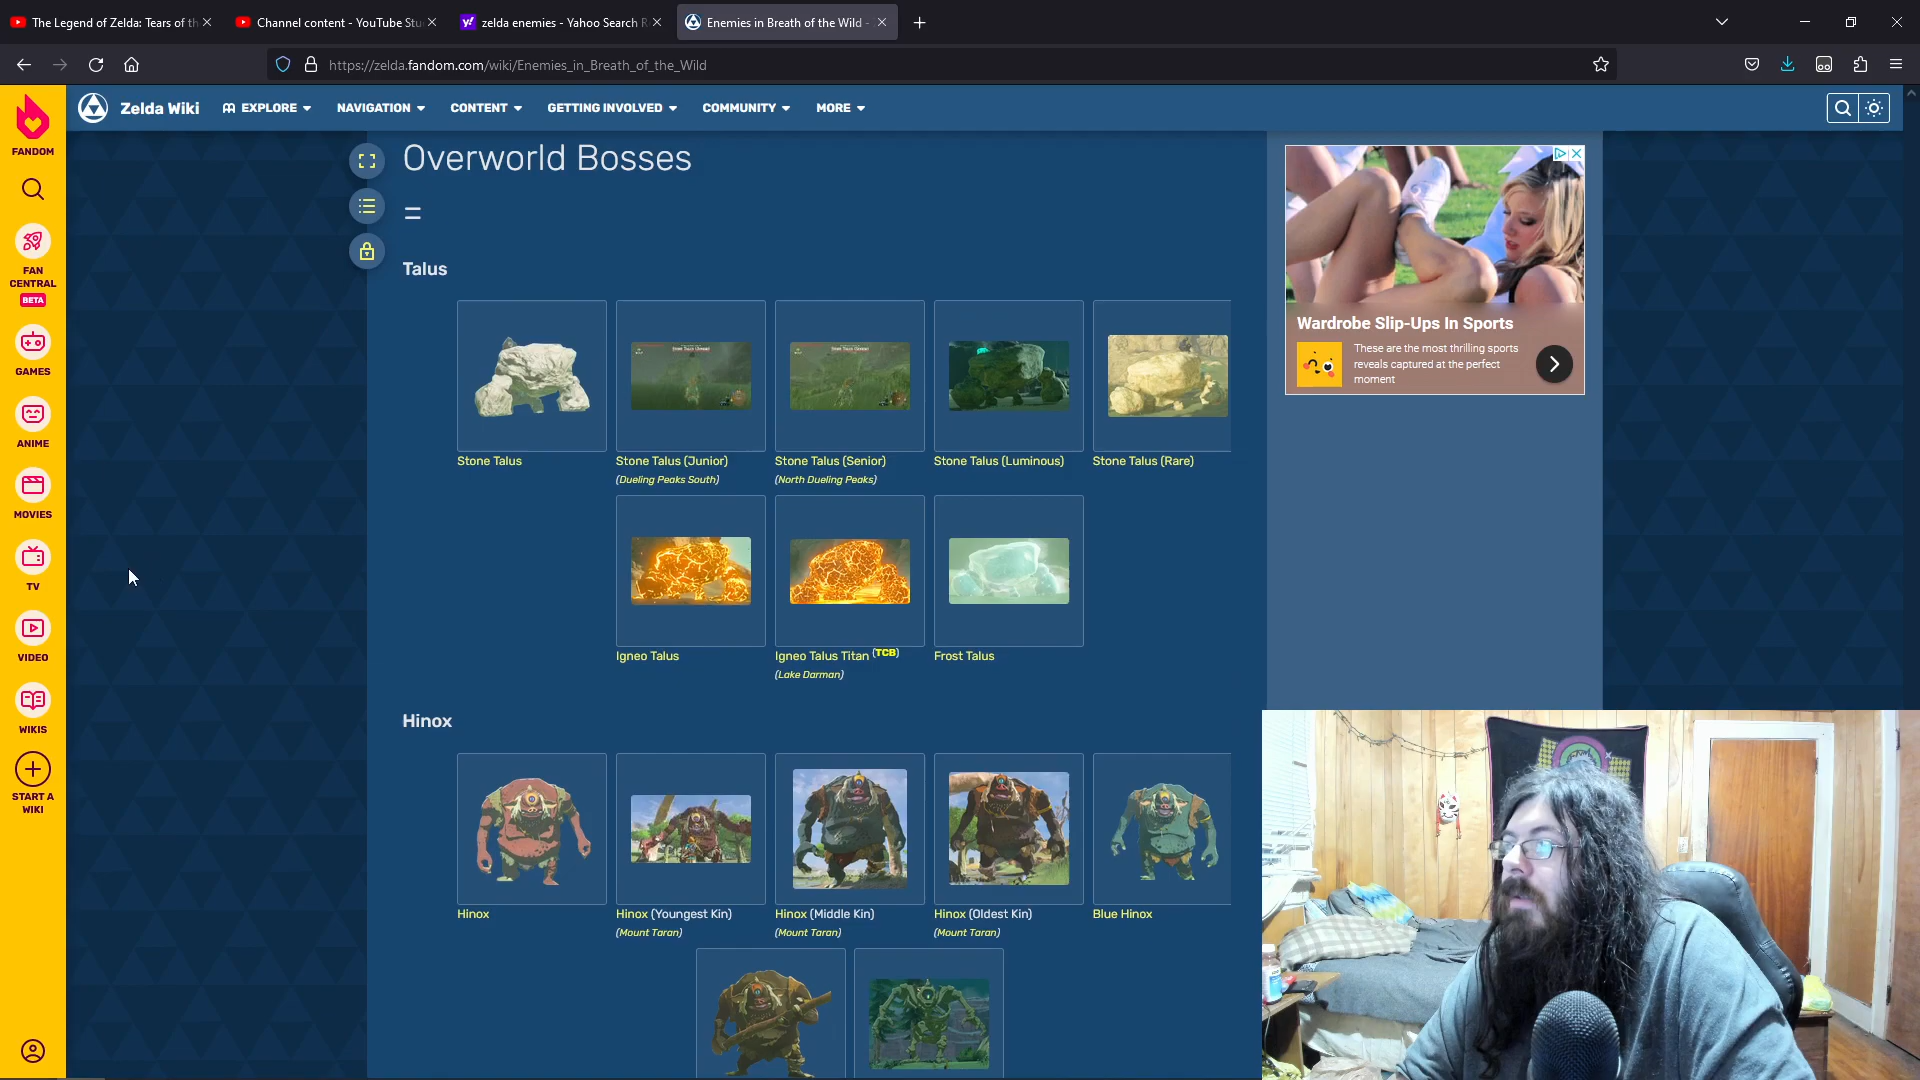 The Legend of Zelda: Tears of th
Channel content - YouTube Stu
zelda enemies - Yahoo Search R
Enemies in Breath of the Wild -
https://zelda.fandom.com/wiki/Enemies_in_Breath_of_the_Wild
FANDOM
FAN
CENTRAL
BETA
GAMES
ANIME
MOVIES
TV
VIDEO
WIKIS
START A
WIKI
Zelda Wiki
EXPLORE
NAVIGATION
CONTENT
GETTING INVOLVED
COMMUNITY
MORE
Overworld Bosses
=
Talus
Stone Talus
Stone Talus (Junior)
(Dueling Peaks South)
Stone Talus (Senior)
(North Dueling Peaks)
Stone Talus (Luminous)
Stone Talus (Rare)
Igneo Talus
Igneo Talus Titan (TCB)
(Lake Darman)
Frost Talus
Hinox
Hinox
Hinox (Youngest Kin)
(Mount Taran)
Hinox (Middle Kin)
(Mount Taran)
Hinox (Oldest Kin)
(Mount Taran)
Blue Hinox
Wardrobe Slip-Ups In Sports
These are the most thrilling sports
reveals captured at the perfect
moment